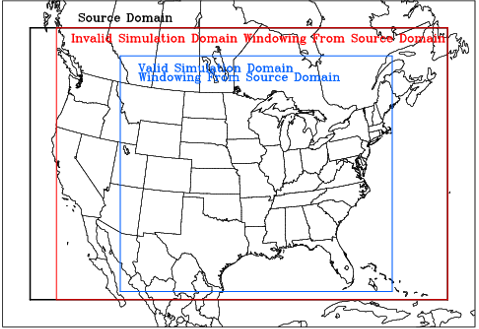 Source Domain
Invalid Simulation Domain Windowing From Source Domain
Valid Simulation Domain
Windowing From Source Domain